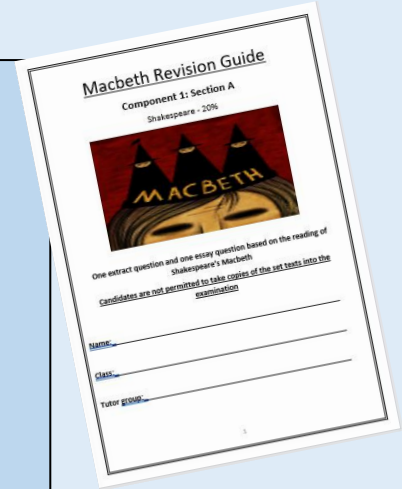 Macbeth Revision Guide
Component 1: Section A
Shakespeare - 20%
MACBETH
One extract question and one essay question based on the reading of
Shakespeare's Macbeth
Candidates are not permitted to take copies of the set texts into the
examination
Name:
Class:
Tutor group:
1